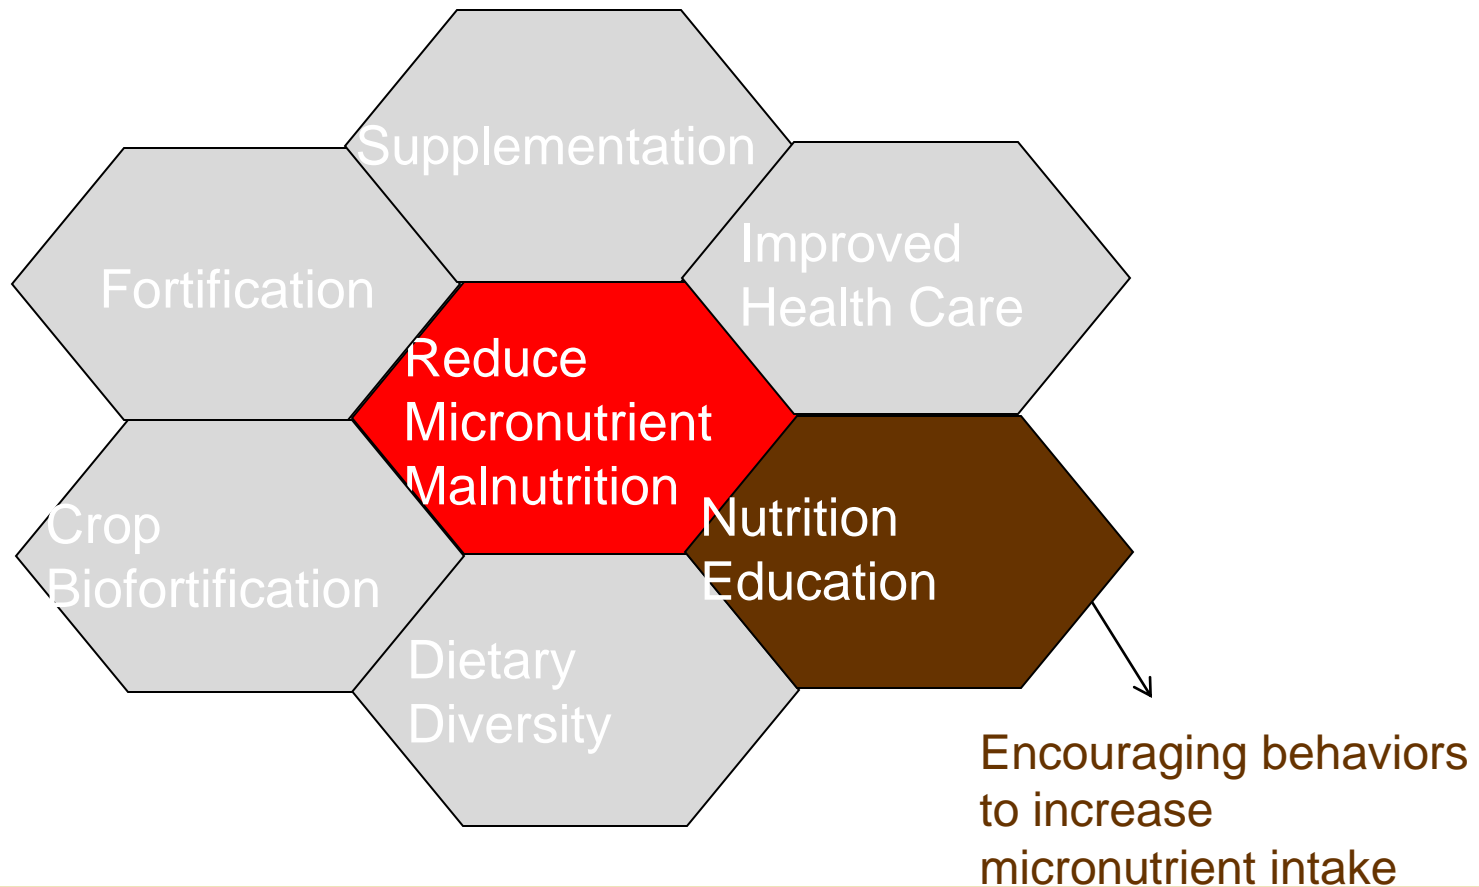 Supplementation
Improved
Health Care
Fortification
Reduce
Micronutrient
Malnutrition
Nutrition
Education
Crop
Biofortification
Dietary
Diversity
Encouraging behaviors
to increase
micronutrient intake